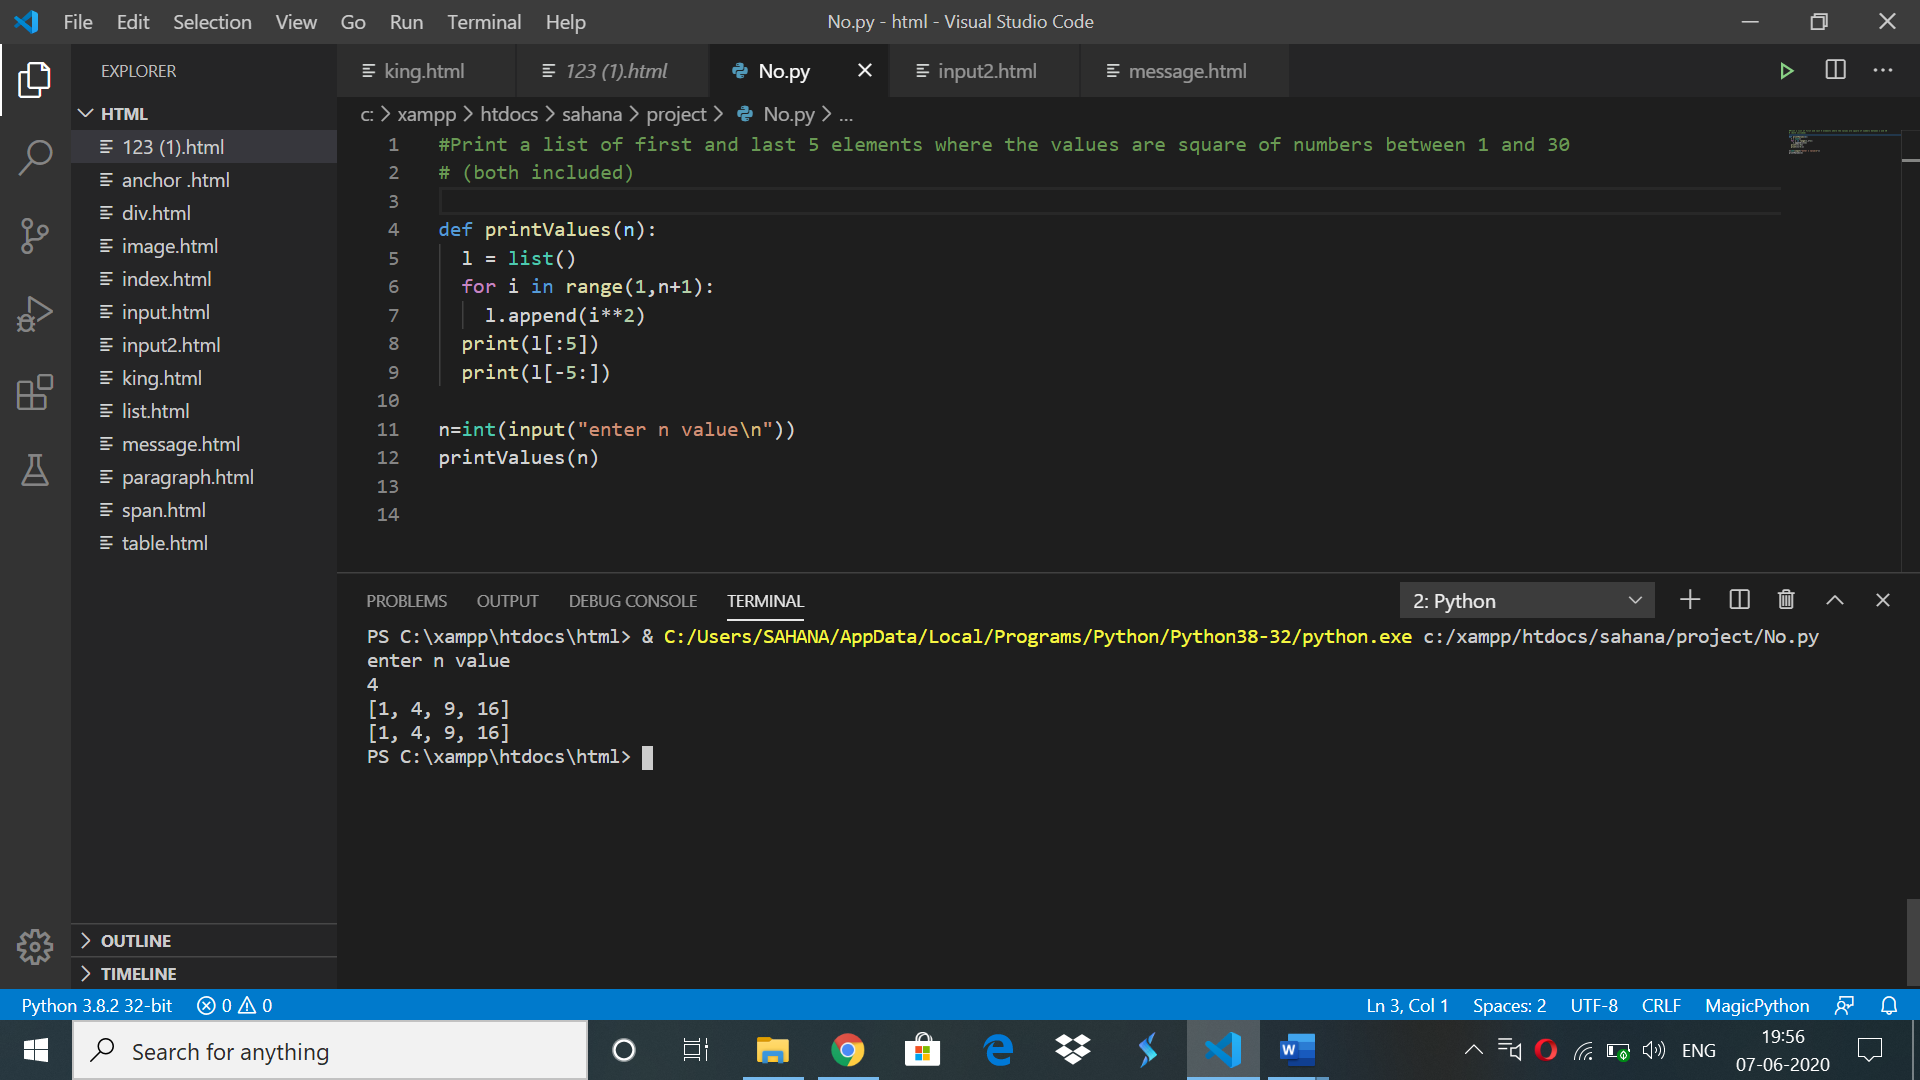 File Edit Selection View Go Run Terminal Help
No.py - html - Visual Studio Code
EXPLORER
HTML
123 (1).html
anchor .html
div.html
image.html
index.html
input.html
input2.html
king.html
list.html
message.html
paragraph.html
span.html
table.html
OUTLINE
TIMELINE
king.html 123 (1).html No.py input2.html message.html
c: > xampp > htdocs > sahana > project > No.py > ...
1 #Print a list of first and last 5 elements where the values are square of numbers between 1 and 30
2 # (both included)
3
4 def printValues(n):
5 l = list()
6 for i in range(1,n+1):
7 l.append(i**2)
8 print(l[:5])
9 print(l[-5:])
10
11 n=int(input("enter n value\n"))
12 printValues(n)
13
14
PROBLEMS OUTPUT DEBUG CONSOLE TERMINAL
2: Python
PS C:\xampp\htdocs\html> & C:/Users/SAHANA/AppData/Local/Programs/Python/Python38-32/python.exe c:/xampp/htdocs/sahana/project/No.py
enter n value
4
[1, 4, 9, 16]
[1, 4, 9, 16]
PS C:\xampp\htdocs\html>
Python 3.8.2 32-bit 0 0
Ln 3, Col 1 Spaces: 2 UTF-8 CRLF MagicPython
Search for anything
W
ENG
19:56
07-06-2020